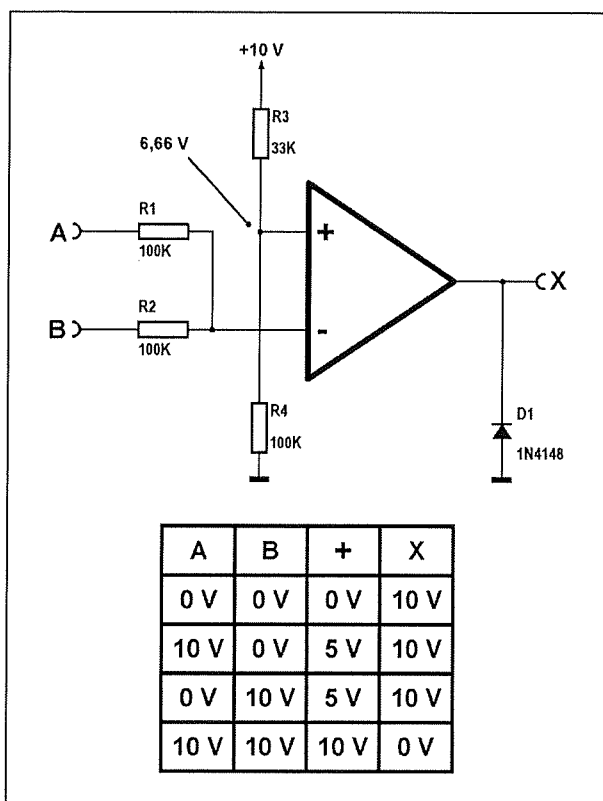 +10 V
R3
33K
6,66 V
R1
A
100K
+
X
R2
B
100K
-
R4
100K
D1
1N4148
A B + X
0 V 0 V 0 V 10 V
10 V 0 V 5 V 10 V
0 V 10 V 5 V 10 V
10 V 10 V 10 V 0 V